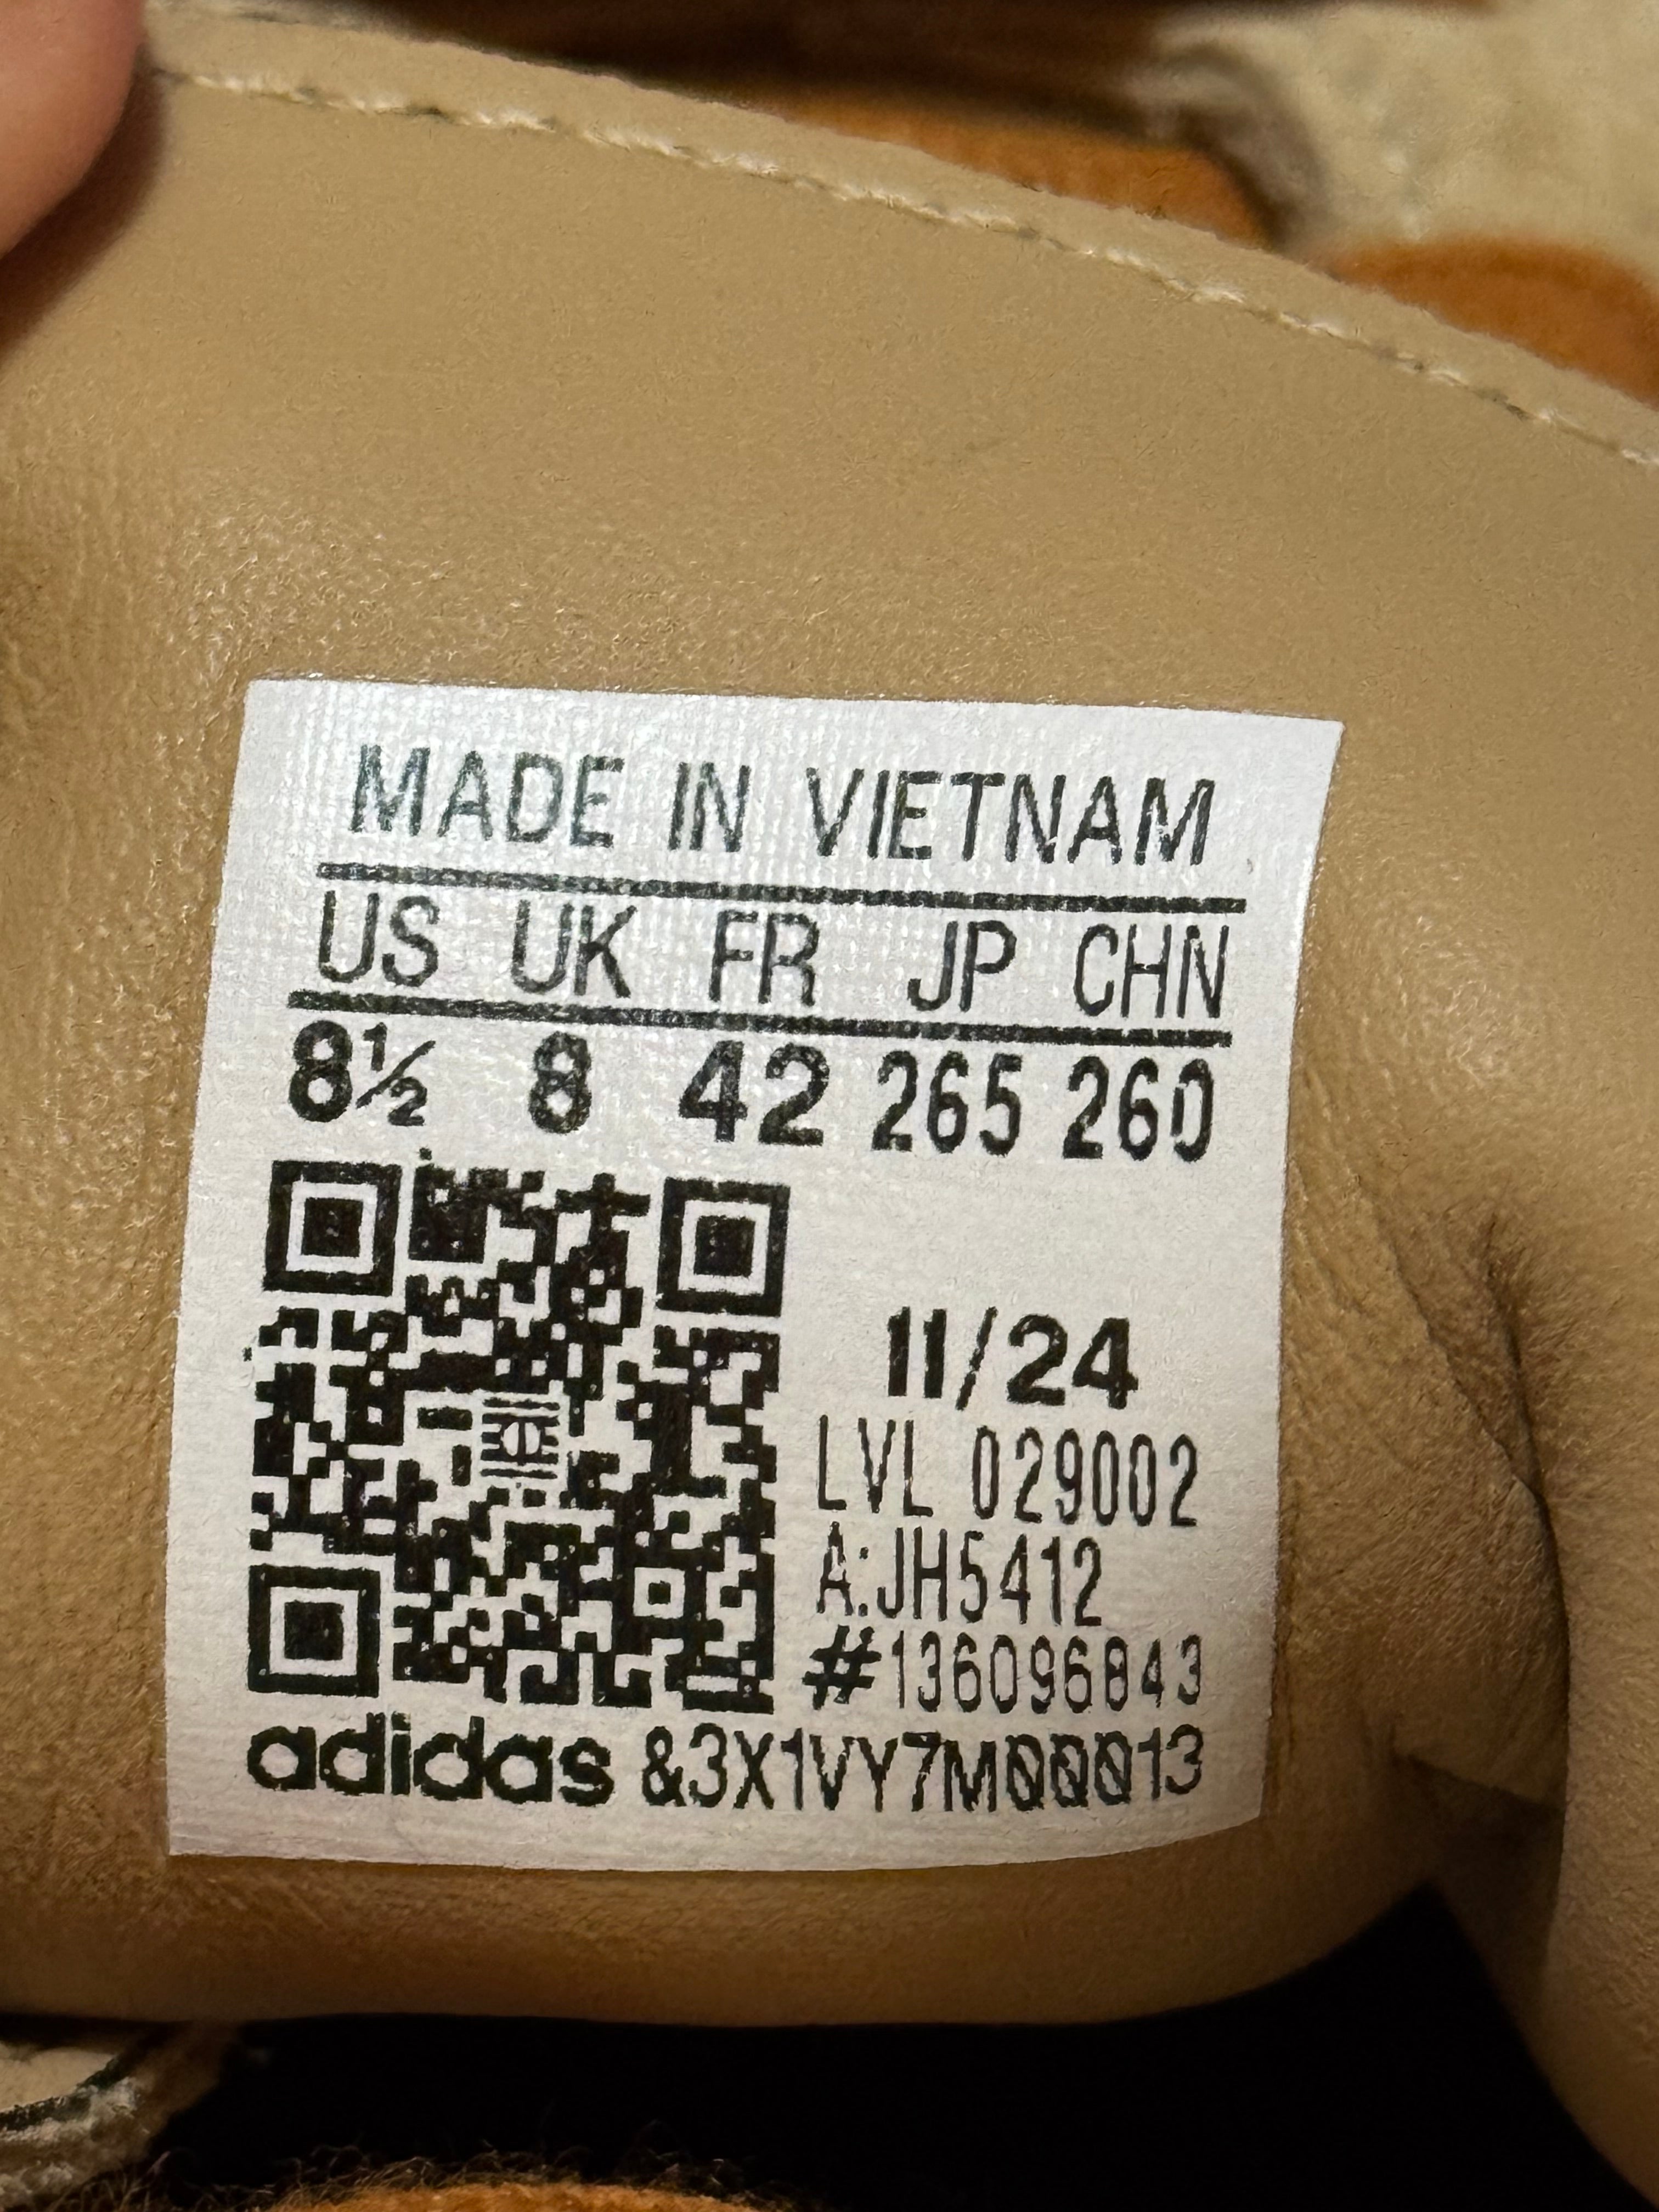 MADE IN VIETNAM
US UK FR JP CHN
8½ 8 42 265 260
11/24
LVL 029002
A:JH5412
#136096843
adidas &3X1VY7M00013